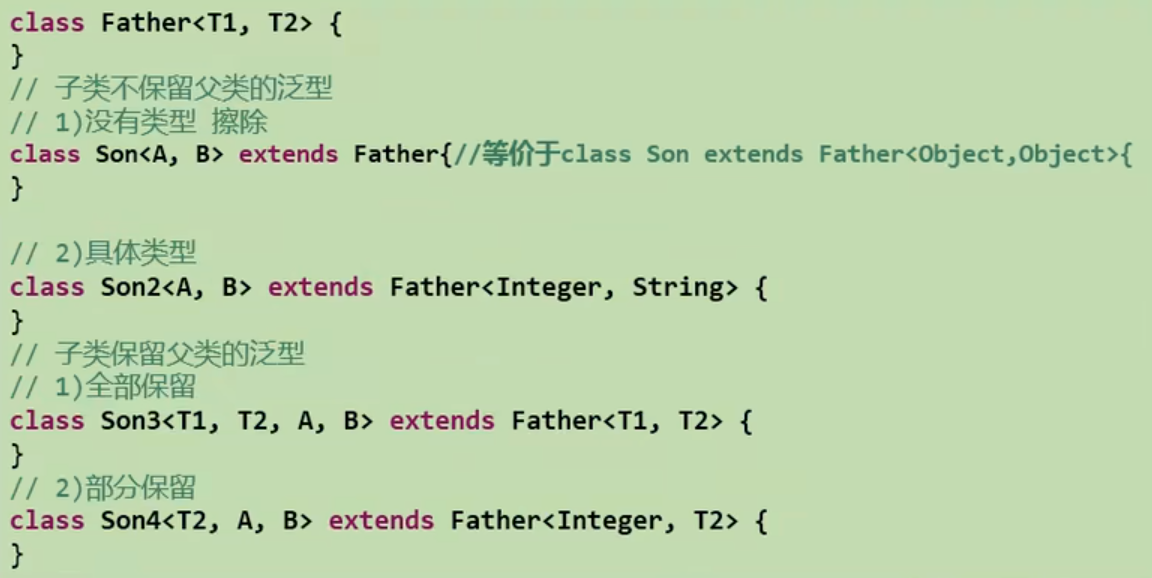 class Father<T1, T2> {
}
// 子类不保留父类的泛型
// 1)没有类型 擦除
class Son<A, B> extends Father{//等价于class Son extends Father<Object,Object>{
}
// 2)具体类型
class Son2<A, B> extends Father<Integer, String> {
}
// 子类保留父类的泛型
// 1)全部保留
class Son3<T1, T2, A, B> extends Father<T1, T2> {
}
// 2)部分保留
class Son4<T2, A, B> extends Father<Integer, T2> {
}